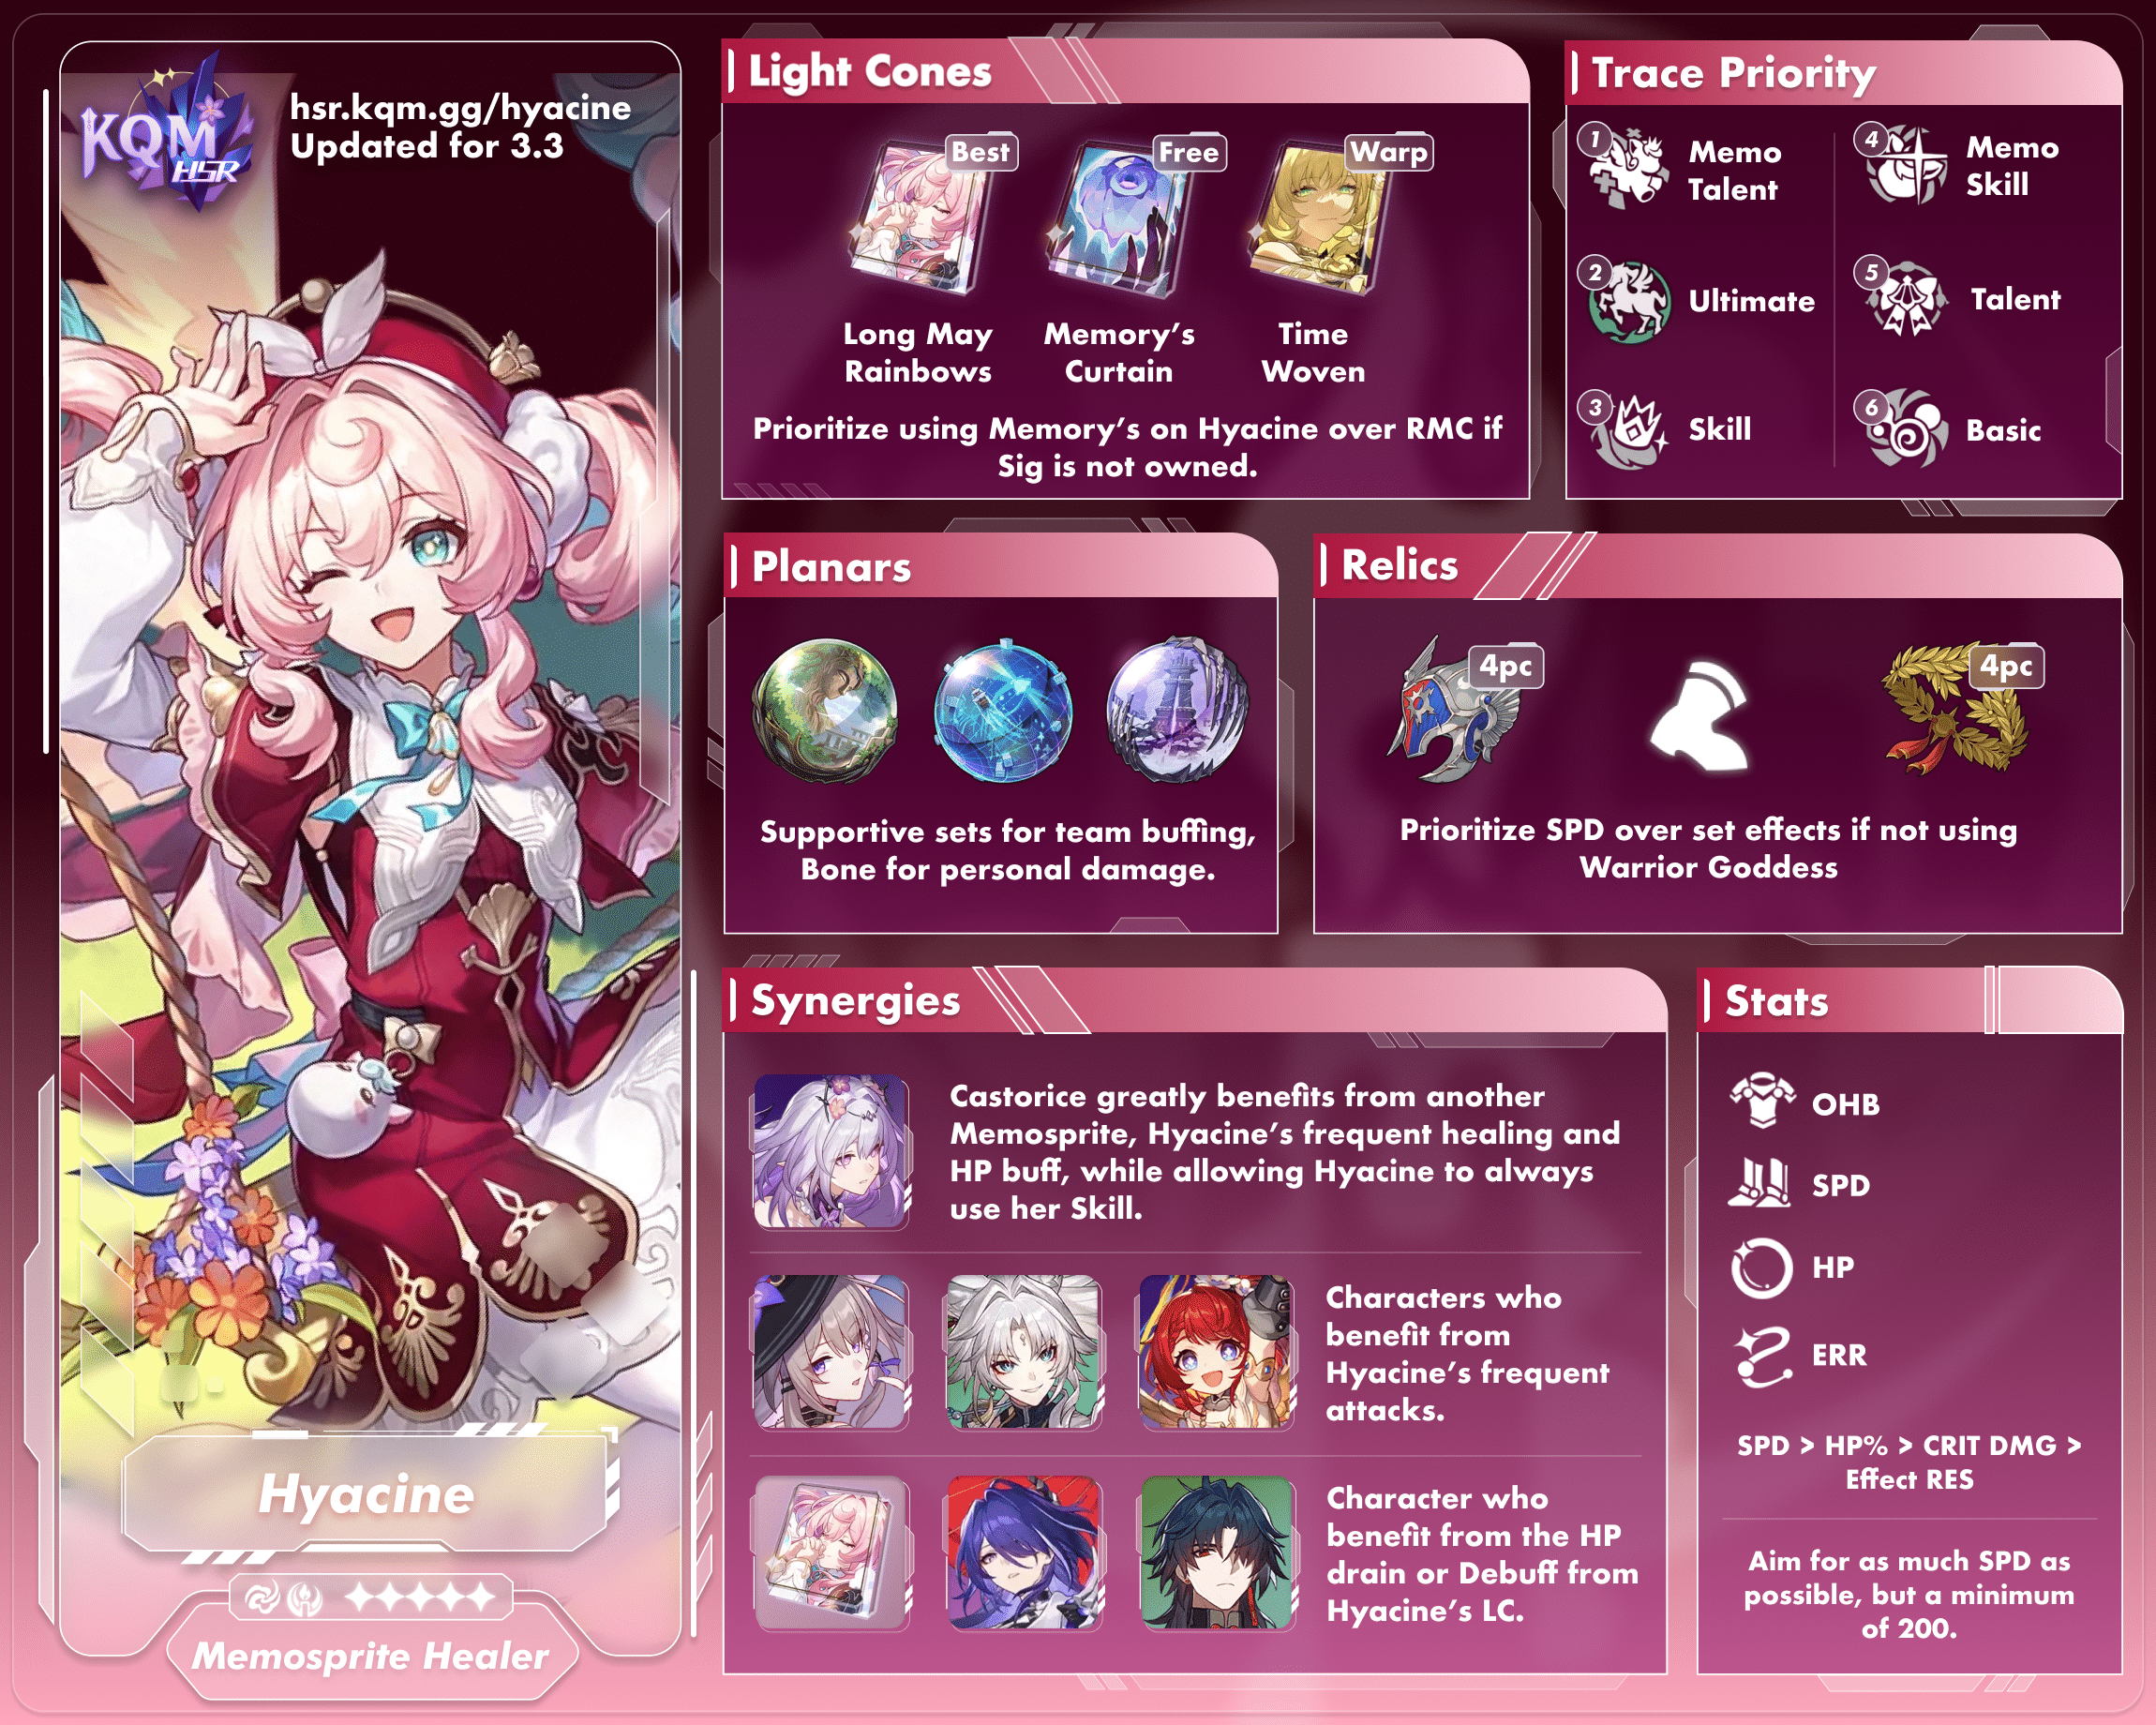 KQM
HSR
hsr.kqm.gg/hyacine
Updated for 3.3
Hyacine
Memosprite Healer
Light Cones
Best
Free
Warp
Long May
Rainbows
Memory's
Curtain
Time
Woven
Prioritize using Memory's on Hyacine over RMC if
Sig is not owned.
Trace Priority
1
Memo
Talent
2
Ultimate
3
Skill
4
Memo
Skill
5
Talent
6
Basic
Planars
Supportive sets for team buffing,
Bone for personal damage.
Relics
4pc
4pc
Prioritize SPD over set effects if not using
Warrior Goddess
Synergies
Castorice greatly benefits from another
Memosprite, Hyacine's frequent healing and
HP buff, while allowing Hyacine to always
use her Skill.
Characters who
benefit from
Hyacine's frequent
attacks.
Character who
benefit from the HP
drain or Debuff from
Hyacine's LC.
Stats
OHB
SPD
HP
ERR
SPD > HP% > CRIT DMG >
Effect RES
Aim for as much SPD as
possible, but a minimum
of 200.